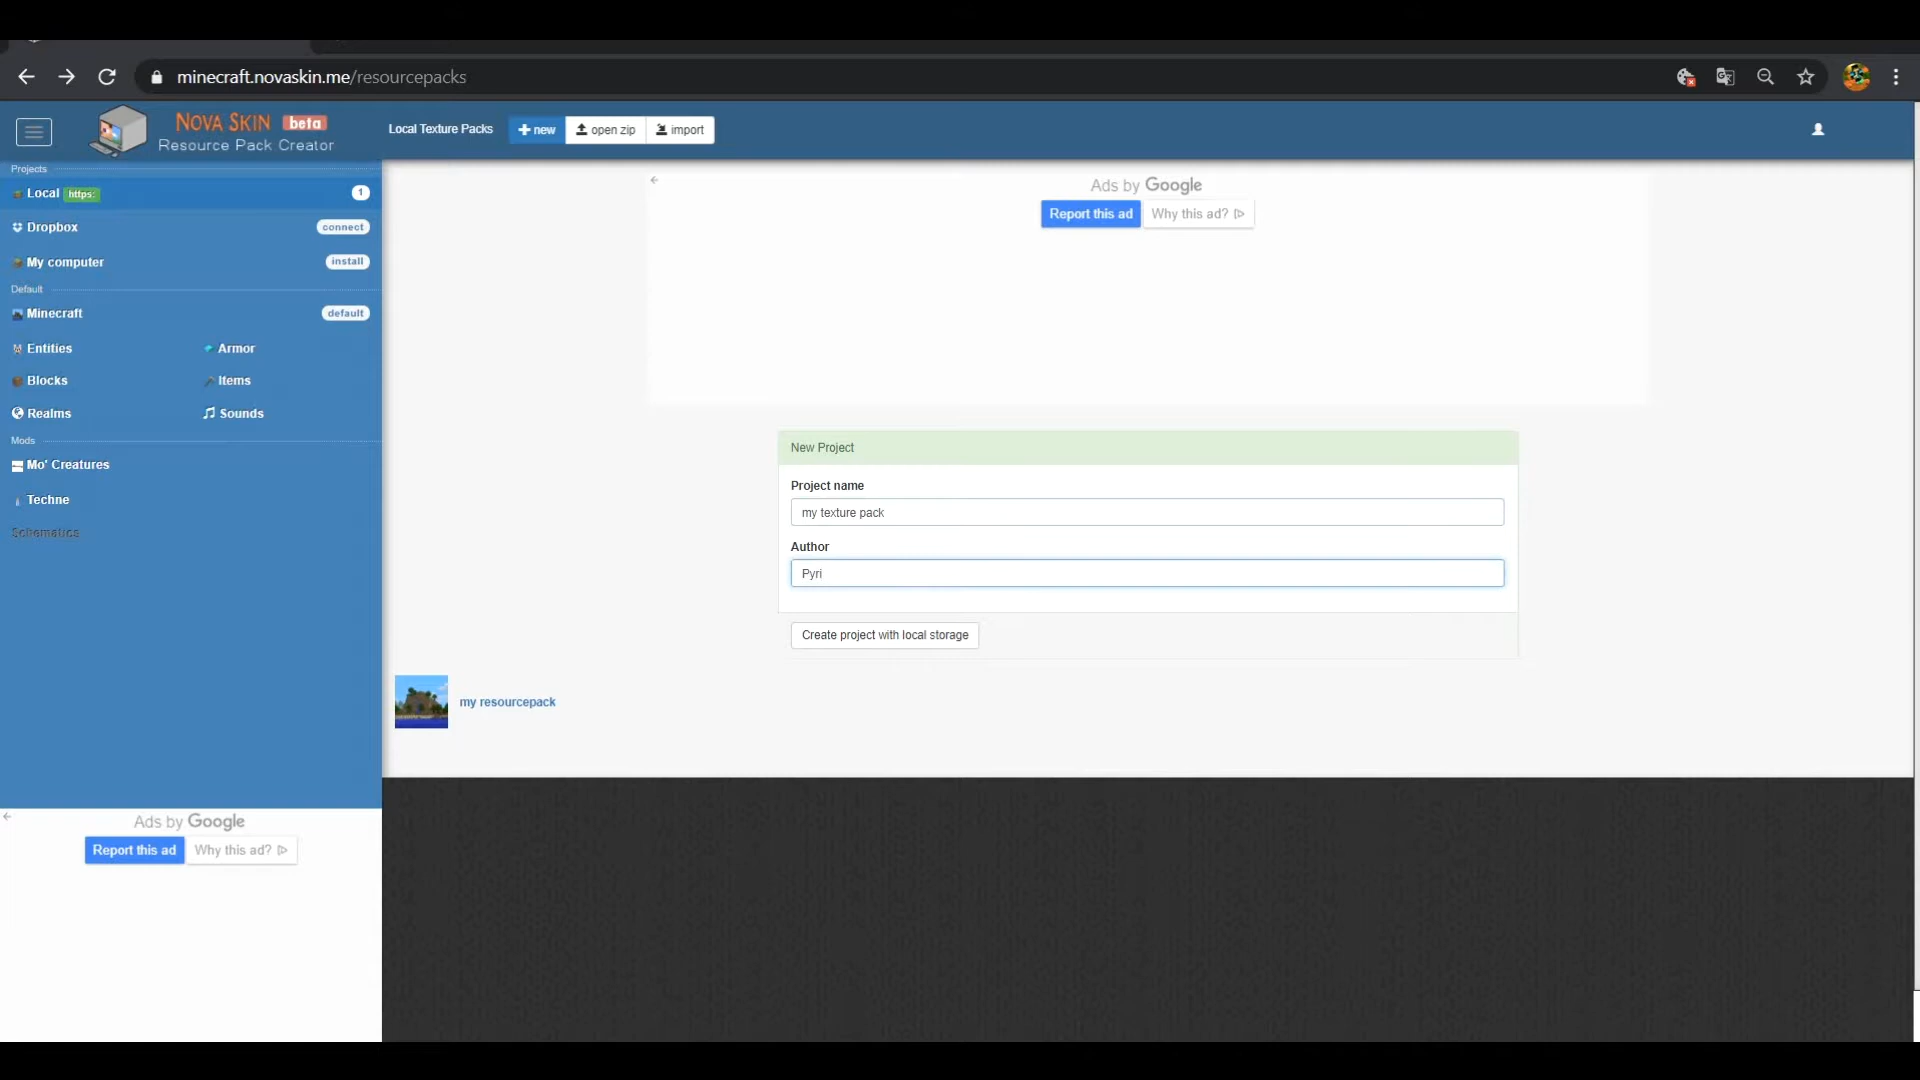 minecraft.novaskin.me/resourcepacks
NOVA SKIN beta
Resource Pack Creator
Local Texture Packs
new
open zip
import
Projects
Local https: 1
Dropbox connect
My computer install
Default
Minecraft default
Entities
Armor
Blocks
Items
Realms
Sounds
Mods
Mo' Creatures
Techne
Schematics
Ads by Google
Report this ad
Why this ad?
Ads by Google
Report this ad
Why this ad?
New Project
Project name
my texture pack
Author
Pyri
Create project with local storage
my resourcepack